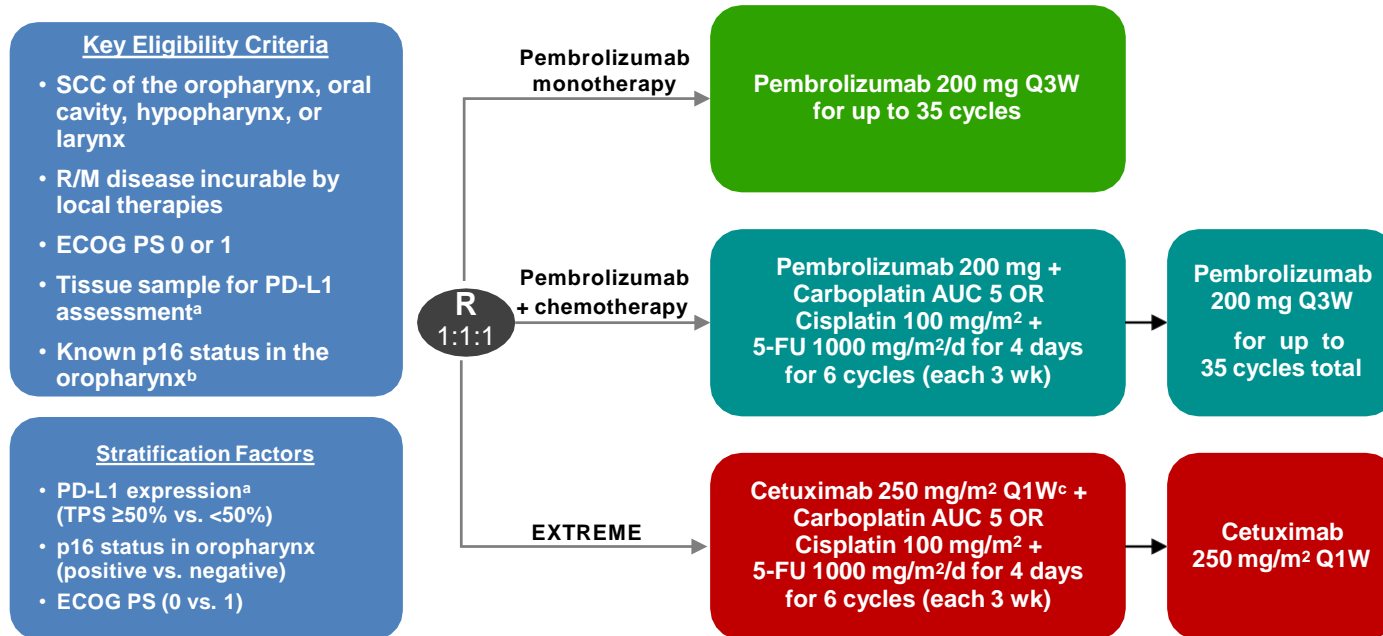 Key Eligibility Criteria
• SCC of the oropharynx, oral
cavity, hypopharynx, or
larynx
• R/M disease incurable by
local therapies
• ECOG PS 0 or 1
• Tissue sample for PD-L1
assessmentᵃ
• Known p16 status in the
oropharynxᵇ
Stratification Factors
• PD-L1 expressionᵃ
(TPS ≥50% vs. <50%)
• p16 status in oropharynx
(positive vs. negative)
• ECOG PS (0 vs. 1)
R
1:1:1
Pembrolizumab
monotherapy
Pembrolizumab 200 mg Q3W
for up to 35 cycles
Pembrolizumab
+ chemotherapy
Pembrolizumab 200 mg +
Carboplatin AUC 5 OR
Cisplatin 100 mg/m² +
5-FU 1000 mg/m²/d for 4 days
for 6 cycles (each 3 wk)
Pembrolizumab
200 mg Q3W
for up to
35 cycles total
EXTREME
Cetuximab 250 mg/m² Q1Wᶜ +
Carboplatin AUC 5 OR
Cisplatin 100 mg/m² +
5-FU 1000 mg/m²/d for 4 days
for 6 cycles (each 3 wk)
Cetuximab
250 mg/m² Q1W